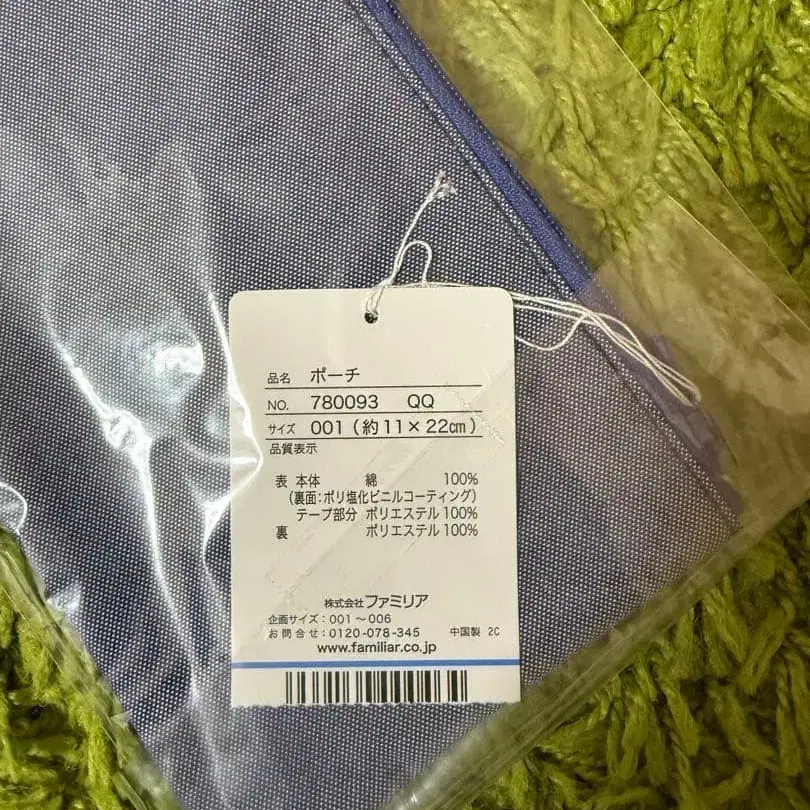 品名 ポーチ
NO. 780093 QQ
サイズ 001 (約11×22cm)
品質表示
表 本体 綿 100%
(裏面:ポリ塩化ビニルコーティング)
テープ部分 ポリエステル 100%
裏 ポリエステル 100%
株式会社 ファミリア
企画サイズ:001〜006
お問合せ:0120-078-345 中国製 2C
www.familiar.co.jp